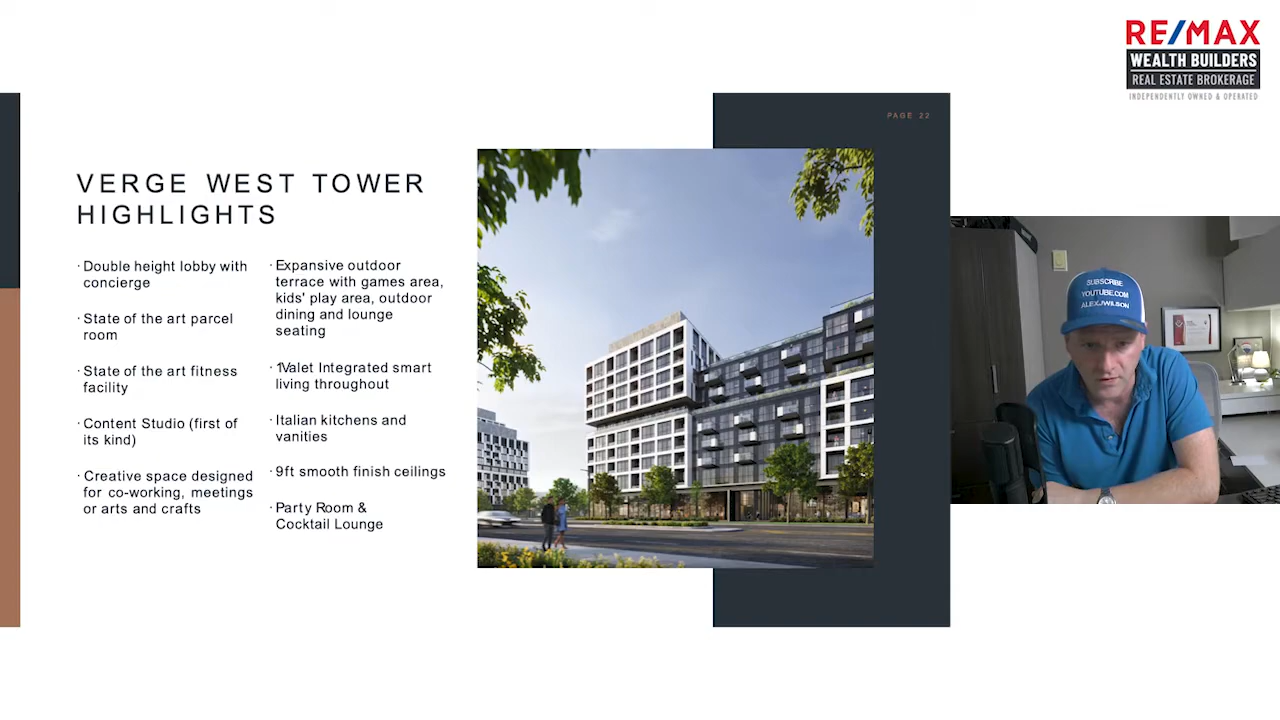 RE/MAX
WEALTH BUILDERS
REAL ESTATE BROKERAGE
INDEPENDENTLY OWNED & OPERATED
PAGE 22
VERGE WEST TOWER
HIGHLIGHTS
· Double height lobby with
concierge
· State of the art parcel
room
· State of the art fitness
facility
· Content Studio (first of
its kind)
· Creative space designed
for co-working, meetings
or arts and crafts
· Expansive outdoor
terrace with games area,
kids' play area, outdoor
dining and lounge
seating
· 1Valet Integrated smart
living throughout
· Italian kitchens and
vanities
· 9ft smooth finish ceilings
· Party Room &
Cocktail Lounge
SUBSCRIBE
YOUTUBE.COM
ALEXJWILSON